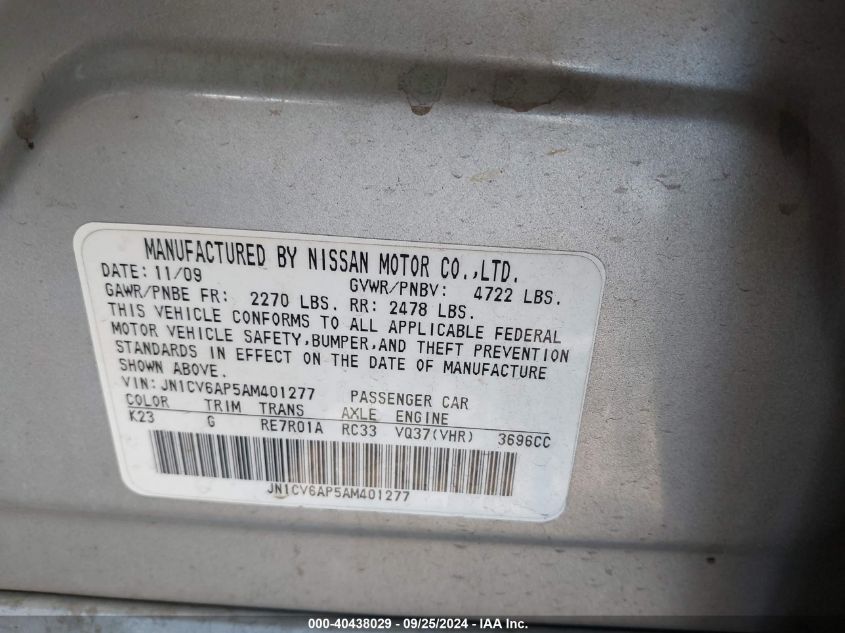 MANUFACTURED BY NISSAN MOTOR CO.,LTD.
DATE: 11/09 GVWR/PNBV: 4722 LBS.
GAWR/PNBE FR: 2270 LBS. RR: 2478 LBS.
THIS VEHICLE CONFORMS TO ALL APPLICABLE FEDERAL
MOTOR VEHICLE SAFETY,BUMPER,AND THEFT PREVENTION
STANDARDS IN EFFECT ON THE DATE OF MANUFACTURE
SHOWN ABOVE.
VIN:JN1CV6AP5AM401277 PASSENGER CAR
COLOR TRIM TRANS AXLE ENGINE
K23 G RE7R01A RC33 VQ37(VHR) 3696CC
JN1CV6AP5AM401277
000-40438029 - 09/25/2024 - IAA Inc.